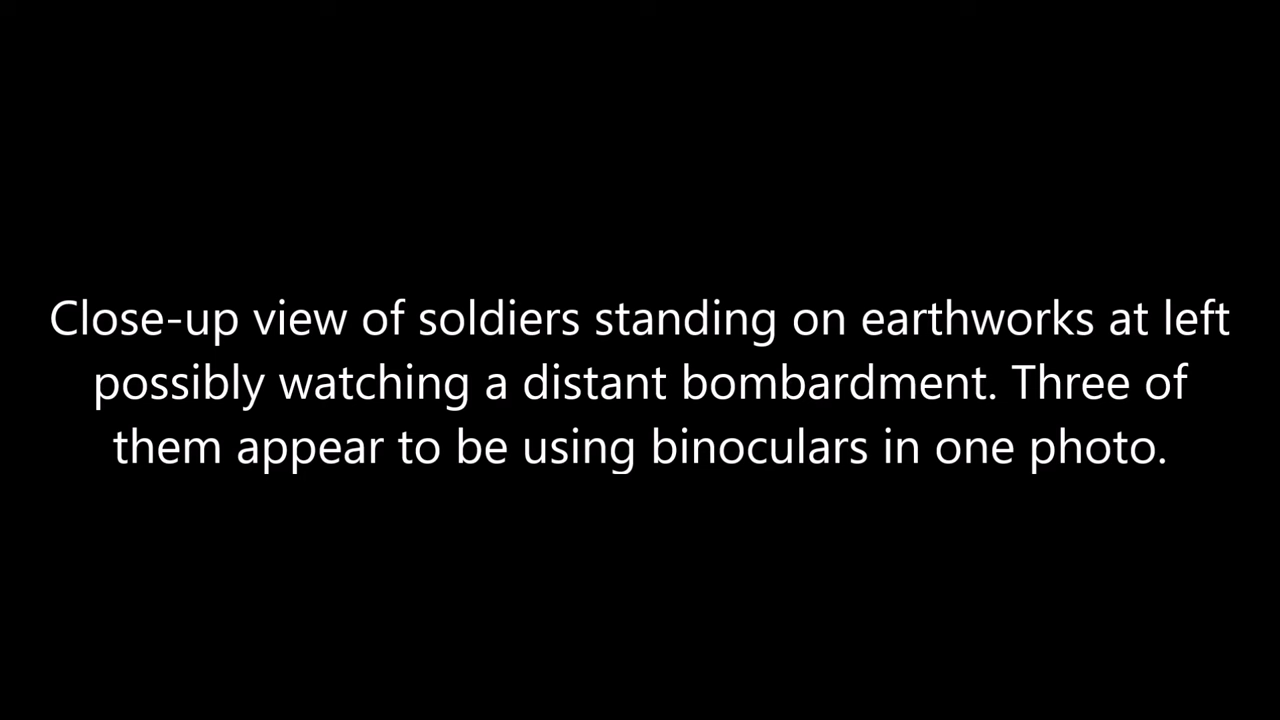 Close-up view of soldiers standing on earthworks at left
possibly watching a distant bombardment. Three of
them appear to be using binoculars in one photo.